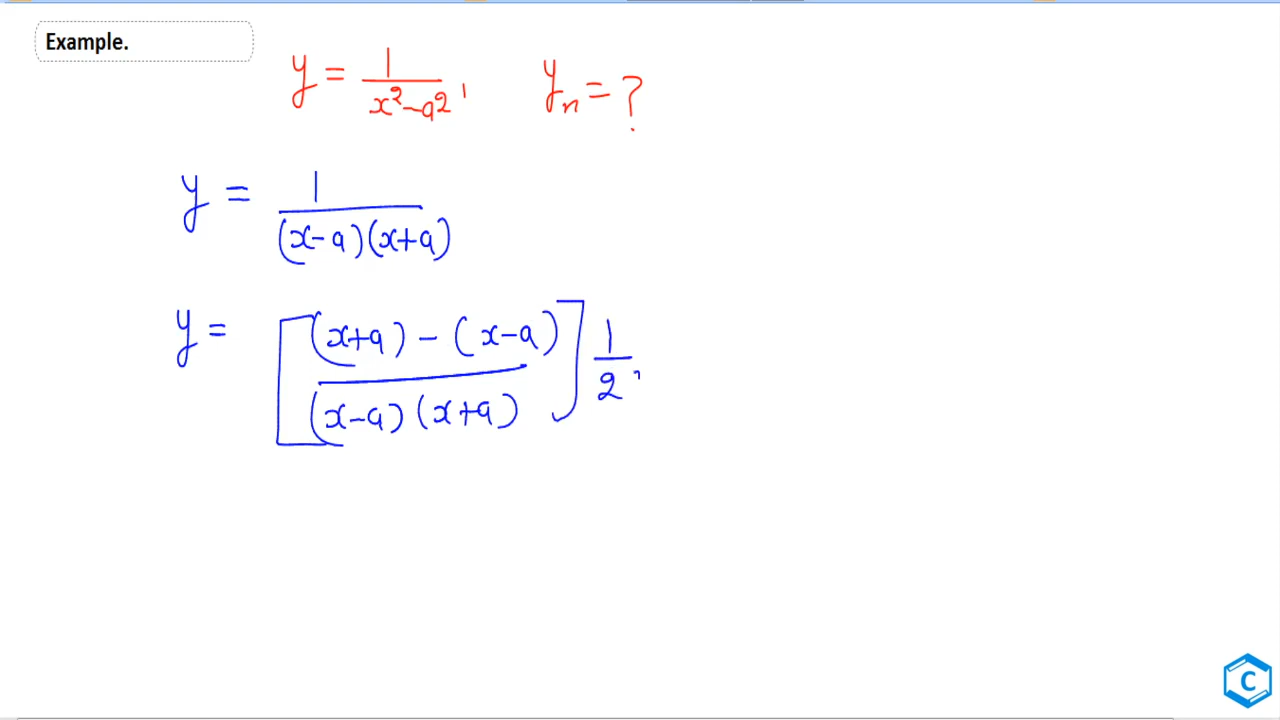 Example.
y = 1/(x² - a²), yₙ = ?
y = 1/((x-a)(x+a))
y = [((x+a) - (x-a))/((x-a)(x+a))] 1/2
C